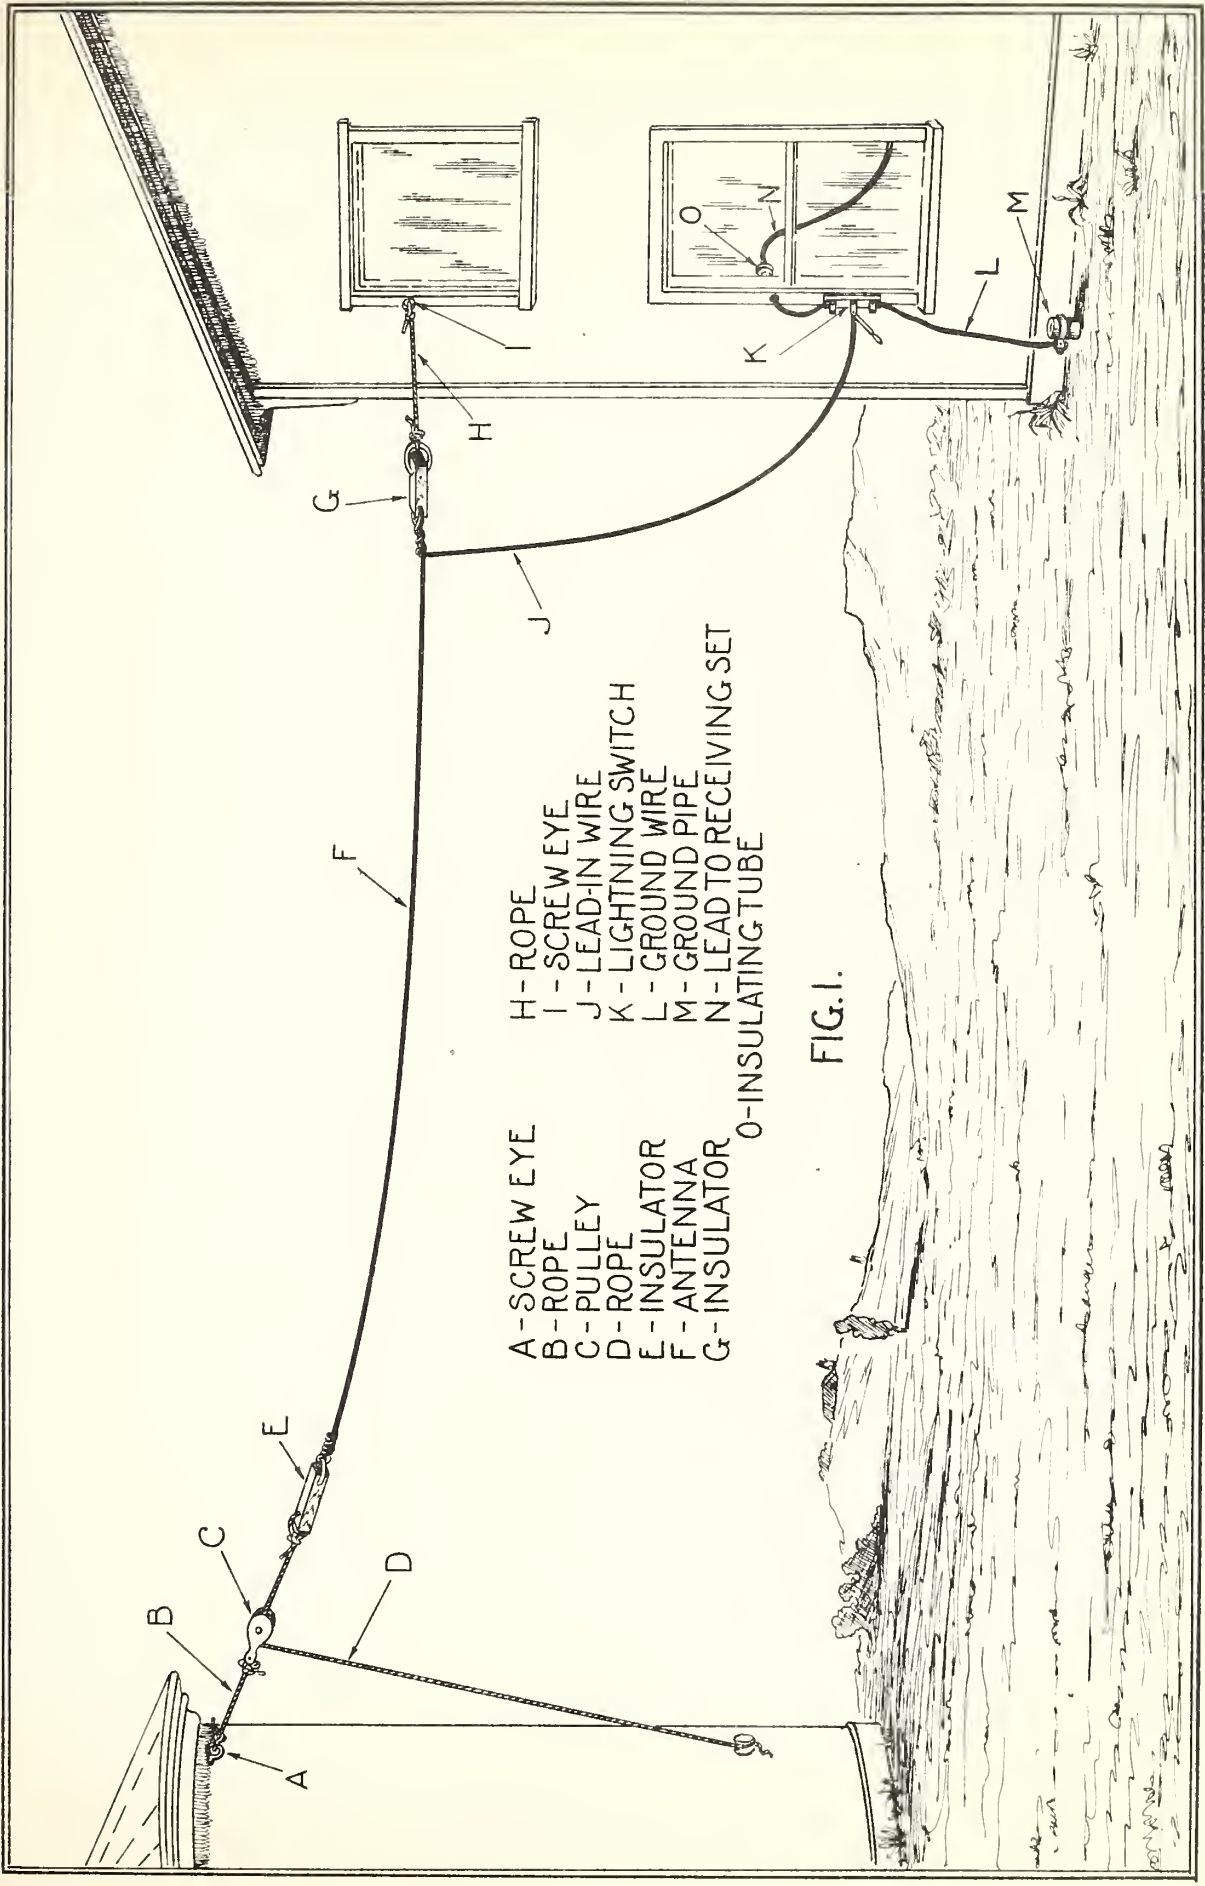 A
B
C
D
E
F
G
H
I
J
K
L
M
N
O
A-SCREW EYE
B-ROPE
C-PULLEY
D-ROPE
E-INSULATOR
F-ANTENNA
G-INSULATOR
H-ROPE
I-SCREW EYE
J-LEAD-IN WIRE
K-LIGHTNING SWITCH
L-GROUND WIRE
M-GROUND PIPE
N-LEAD TO RECEIVING SET
O-INSULATING TUBE
FIG.1.